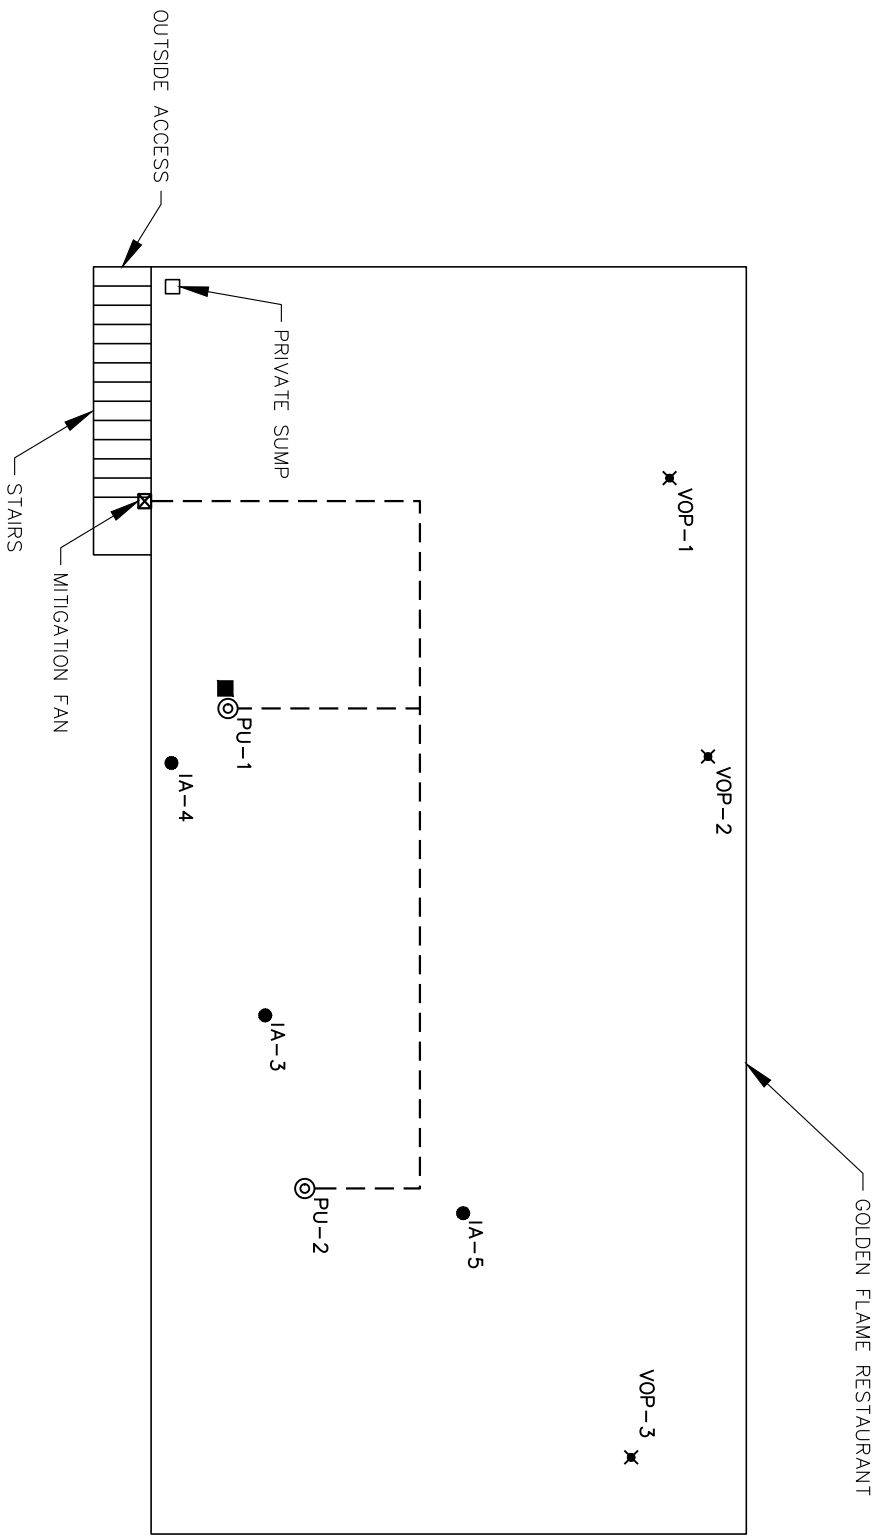 GOLDEN FLAME RESTAURANT
VOP-1
VOP-2
VOP-3
IA-5
PU-2
IA-3
PRIVATE SUMP
PU-1
IA-4
OUTSIDE ACCESS
MITIGATION FAN
STAIRS